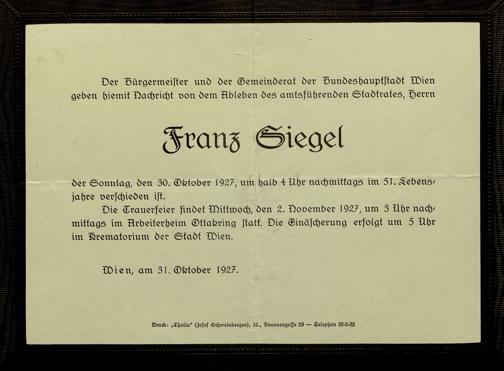 Der Bürgermeister und der Gemeinderat der Bundeshauptstadt Wien
geben hiemit Nachricht von dem Ableben des amtsführenden Stadtrates, Herrn
Franz Siegel
der Sonntag, den 30. Oktober 1927, um halb 4 Uhr nachmittags im 51. Lebens-
jahre verschieden ist.
Die Trauerfeier findet Mittwoch, den 2. November 1927, um 3 Uhr nach-
mittags im Arbeiterheim Ottakring statt. Die Einäscherung erfolgt um 5 Uhr
im Krematorium der Stadt Wien.
Wien, am 31. Oktober 1927.
Druck: „Thalia" (Josef Schweinberger), 16., Brunnengasse 29 — Telephon 33-2-33